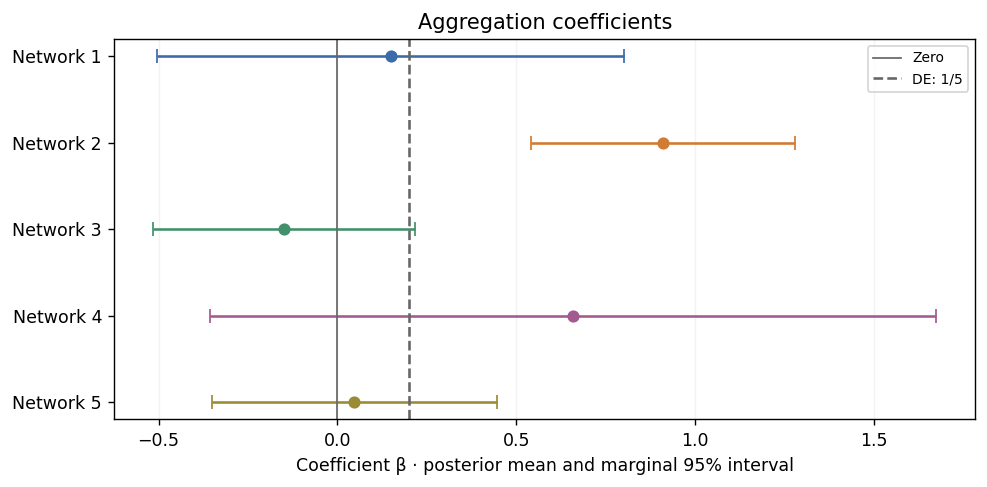 Aggregation coefficients
Network 1
Network 2
Network 3
Network 4
Network 5
Zero
DE: 1/5
−0.5 0.0 0.5 1.0 1.5
Coefficient β · posterior mean and marginal 95% interval